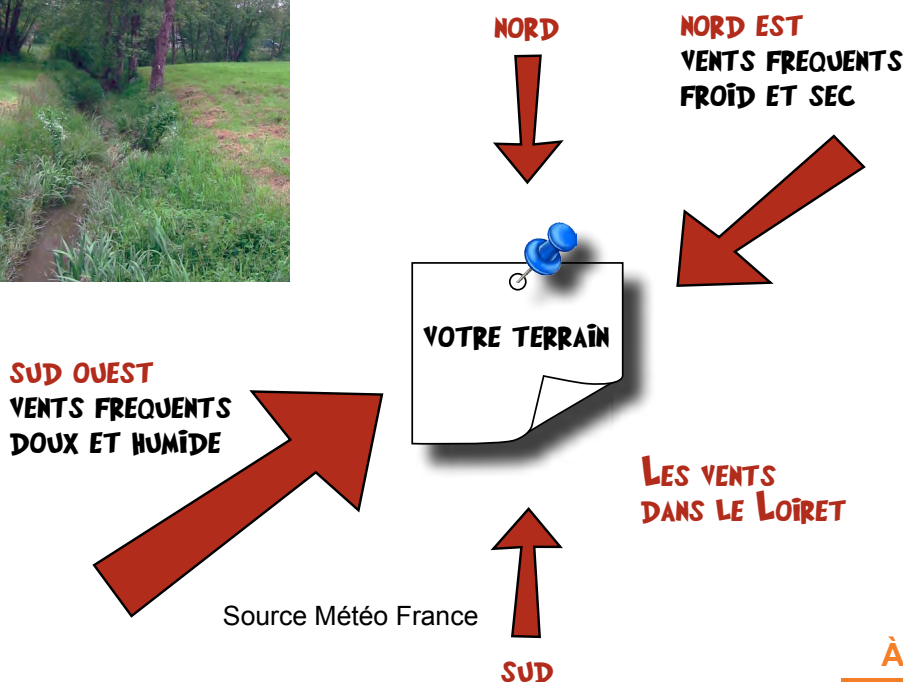 NORD
NORD EST
VENTS FREQUENTS
FROiD ET SEC
VOTRE TERRAiN
SUD OUEST
VENTS FREQUENTS
DOUX ET HUMiDE
LES VENTS
DANS LE LOiRET
Source Météo France
SUD
À